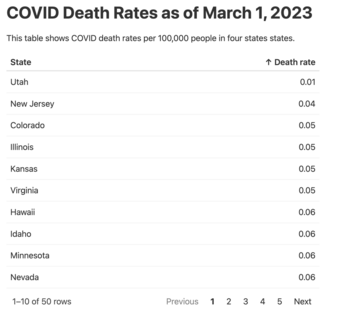 COVID Death Rates as of March 1, 2023
This table shows COVID death rates per 100,000 people in four states states.
State ↑ Death rate
Utah 0.01
New Jersey 0.04
Colorado 0.05
Illinois 0.05
Kansas 0.05
Virginia 0.05
Hawaii 0.06
Idaho 0.06
Minnesota 0.06
Nevada 0.06
1–10 of 50 rows Previous 1 2 3 4 5 Next